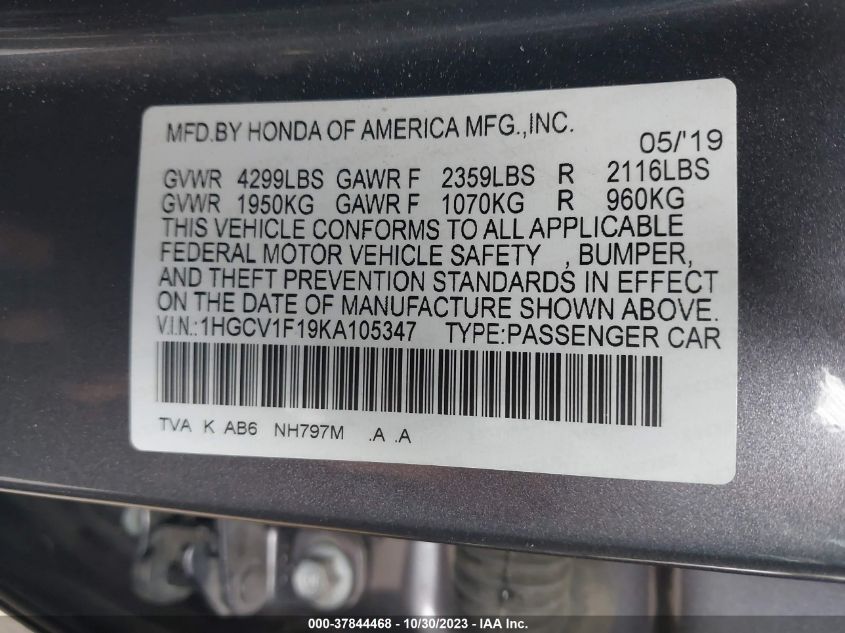 MFD.BY HONDA OF AMERICA MFG.,INC.
05/'19
GVWR 4299LBS GAWR F 2359LBS R 2116LBS
GVWR 1950KG GAWR F 1070KG R 960KG
THIS VEHICLE CONFORMS TO ALL APPLICABLE
FEDERAL MOTOR VEHICLE SAFETY , BUMPER,
AND THEFT PREVENTION STANDARDS IN EFFECT
ON THE DATE OF MANUFACTURE SHOWN ABOVE.
V.I.N.:1HGCV1F19KA105347 TYPE:PASSENGER CAR
TVA K AB6 NH797M .A .A
000-37844468 - 10/30/2023 - IAA Inc.